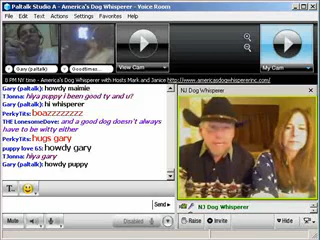 Paltalk Studio A - America's Dog Whisperer - Voice Room
Actions Settings Favorites Help
Gary (paltalk)
Goodtimes...
View Cam
My Cam
8 PM NY time - America's Dog Whisperer with Hosts Mark and Janice http://www.americasdogwhispererinc.com/
Gary (paltalk): howdy maimie
TJonna: hiya puppy i been good ty and u?
Gary (paltalk): hi whisper
PerkyTits: boazzzzzzzz
THE LonesomeDove: and a good dog doesn't always
have to be witty either
PerkyTits: hugs gary
TJonna: hiya gary
puppy love 65: howdy gary
Gary (paltalk): howdy puppy
Send
Mute
Disabled
NJ Dog Whisperer
NJ Dog Whisperer
Raise
Invite
Hide